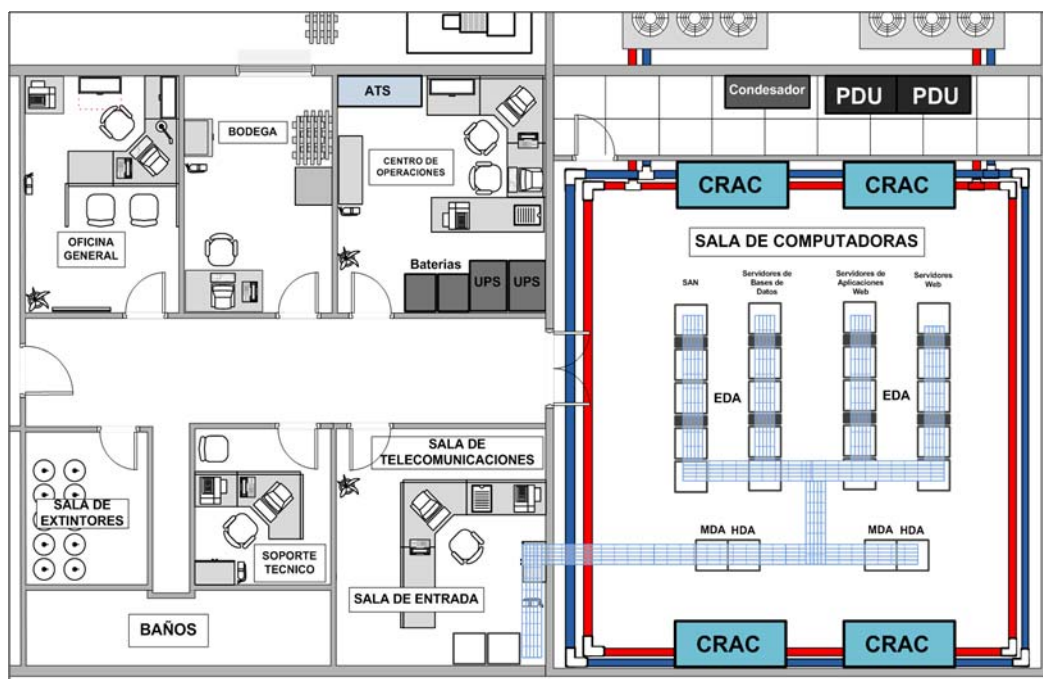 Condesador
PDU
PDU
ATS
BODEGA
CENTRO DE
OPERACIONES
CRAC
CRAC
OFICINA
GENERAL
SALA DE COMPUTADORAS
Baterias
UPS
UPS
SAN
Servidores de
Bases de
Datos
Servidores de
Aplicaciones
Web
Servidores
Web
EDA
EDA
SALA DE
TELECOMUNICACIONES
SALA DE
EXTINTORES
SOPORTE
TECNICO
SALA DE ENTRADA
MDA
HDA
MDA
HDA
BAÑOS
CRAC
CRAC